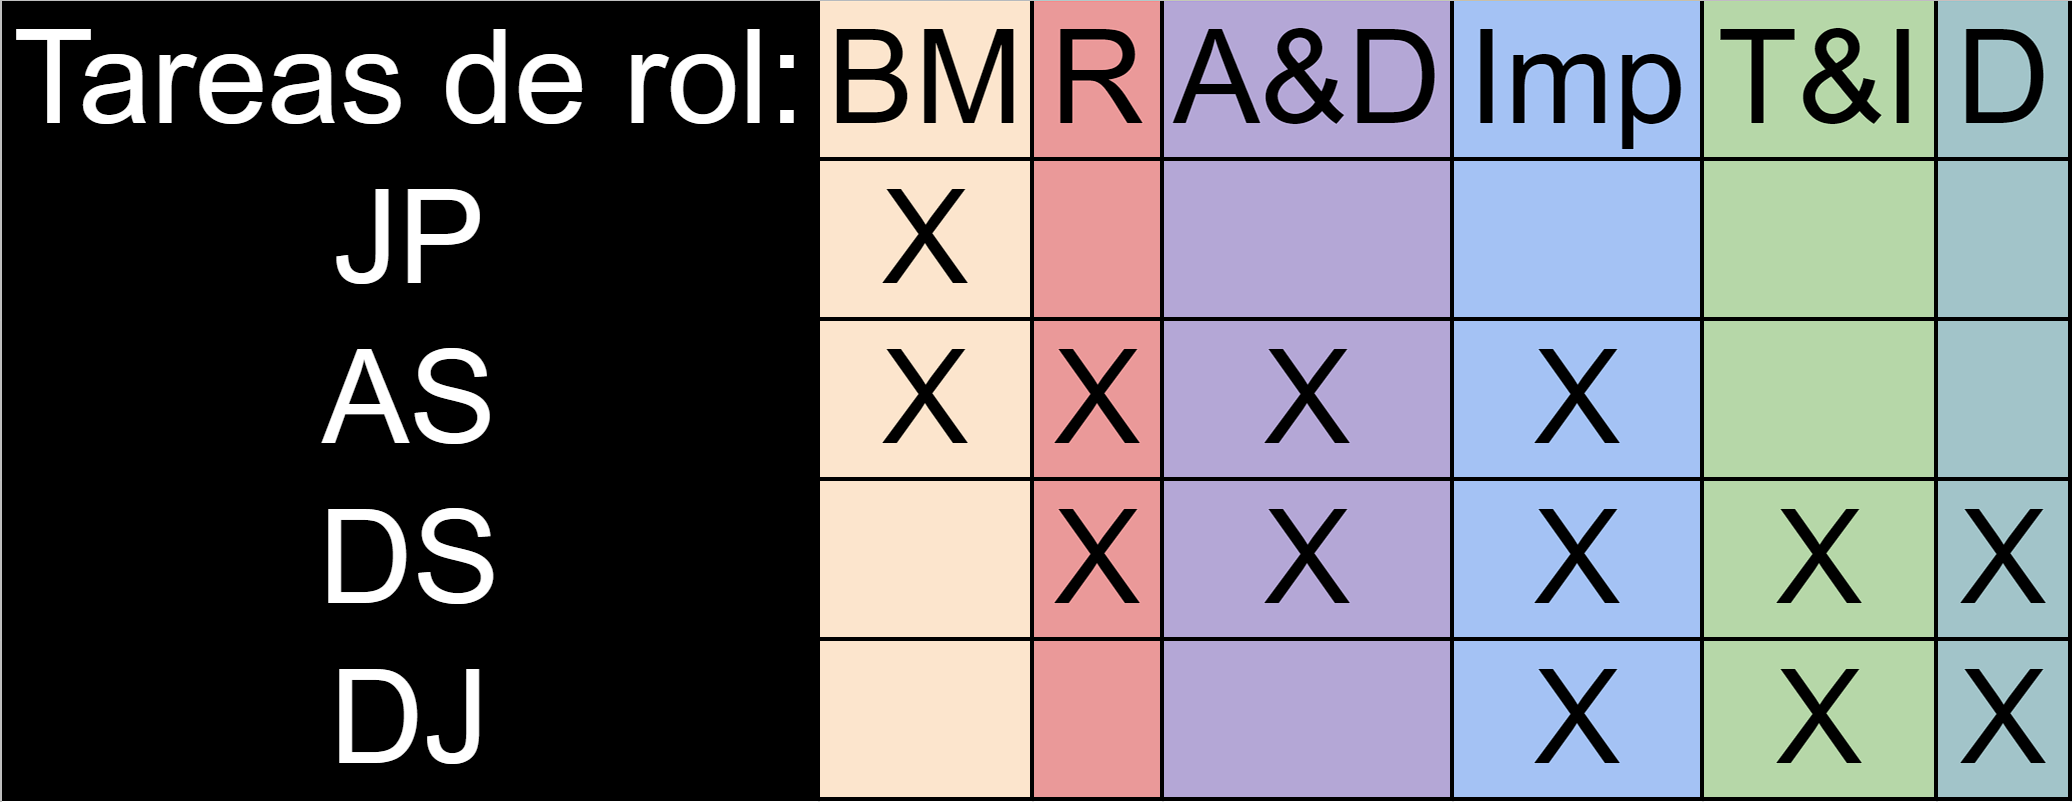 Tareas de rol: BM R A&D Imp T&I D
JP X
AS X X X X
DS X X X X X
DJ X X X